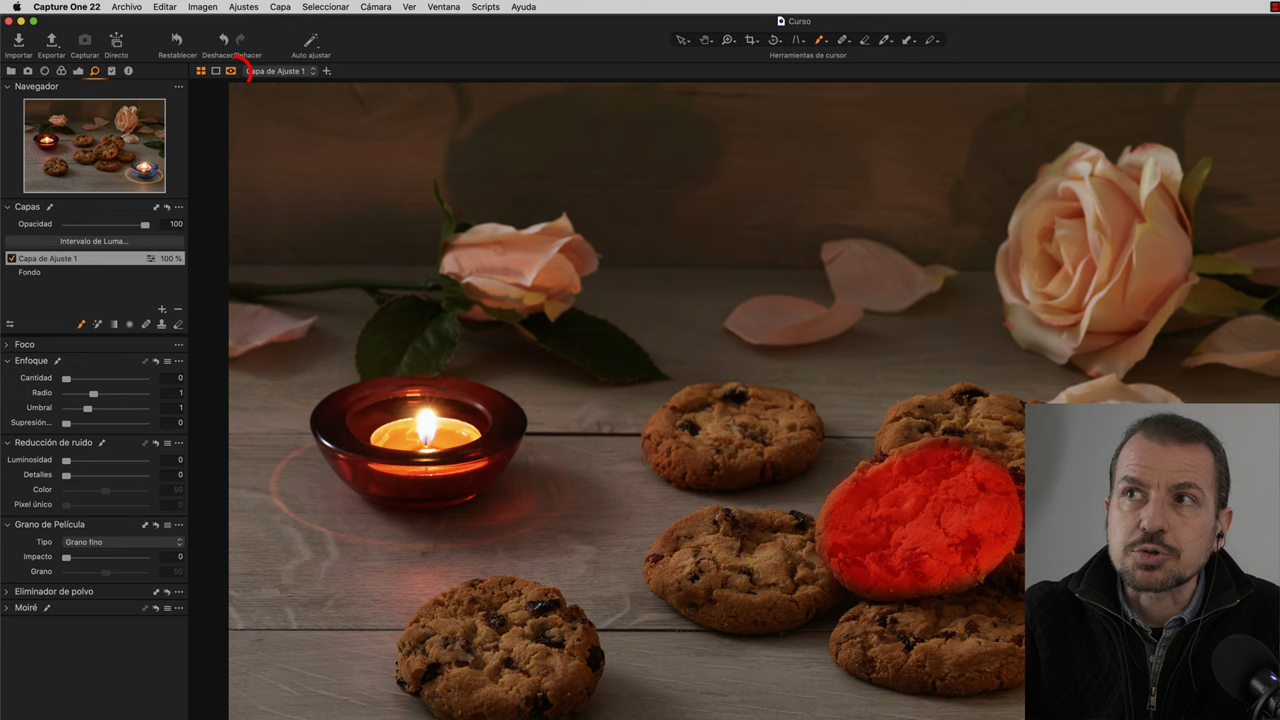 Capture One 22 Archivo Editar Imagen Ajustes Capa Seleccionar Cámara Ver Ventana Scripts Ayuda
Curso
Importar Exportar Capturar Directo Restablecer Deshacer Rehacer Auto ajustar Herramientas de cursor
Capa de Ajuste 1
Navegador
Capas
Opacidad 100
Intervalo de Luma...
Capa de Ajuste 1 100 %
Fondo
Foco
Enfoque
Cantidad 0
Radio 1
Umbral 1
Supresión... 0
Reducción de ruido
Luminosidad 0
Detalles 0
Color 50
Pixel único 0
Grano de Película
Tipo Grano fino
Impacto 0
Grano 50
Eliminador de polvo
Moiré